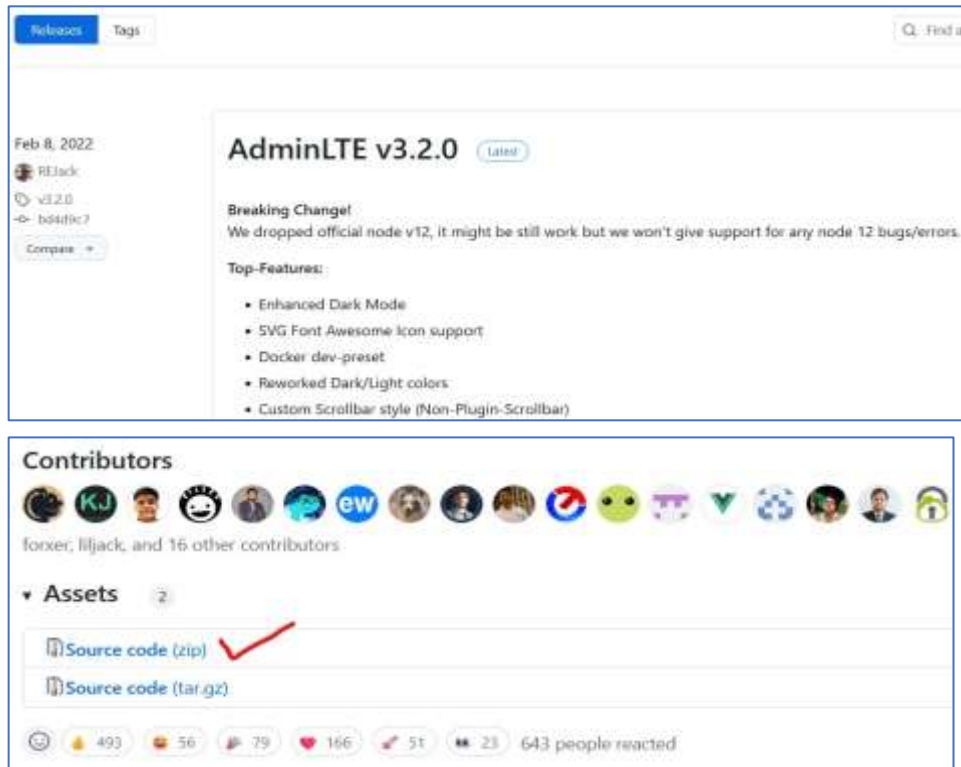 Releases Tags
Find a
Feb 8, 2022
REJack
v3.2.0
bd4d9c7
Compare
AdminLTE v3.2.0 Latest
Breaking Change!
We dropped official node v12, it might be still work but we won't give support for any node 12 bugs/errors.
Top-Features:
• Enhanced Dark Mode
• SVG Font Awesome Icon support
• Docker dev-preset
• Reworked Dark/Light colors
• Custom Scrollbar style (Non-Plugin-Scrollbar)
Contributors
KJ ew
forxer, liljack, and 16 other contributors
Assets 2
Source code (zip)
Source code (tar.gz)
493 56 79 166 51 23 643 people reacted